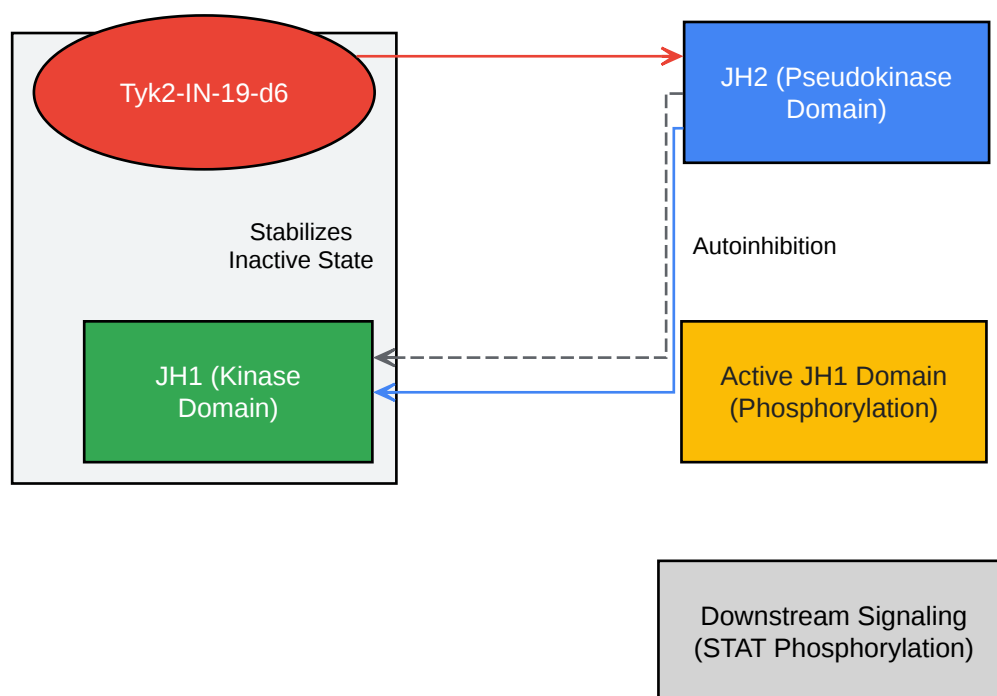 Tyk2-IN-19-d6
JH2 (Pseudokinase
Domain)
Stabilizes
Inactive State
Autoinhibition
JH1 (Kinase
Domain)
Active JH1 Domain
(Phosphorylation)
Downstream Signaling
(STAT Phosphorylation)